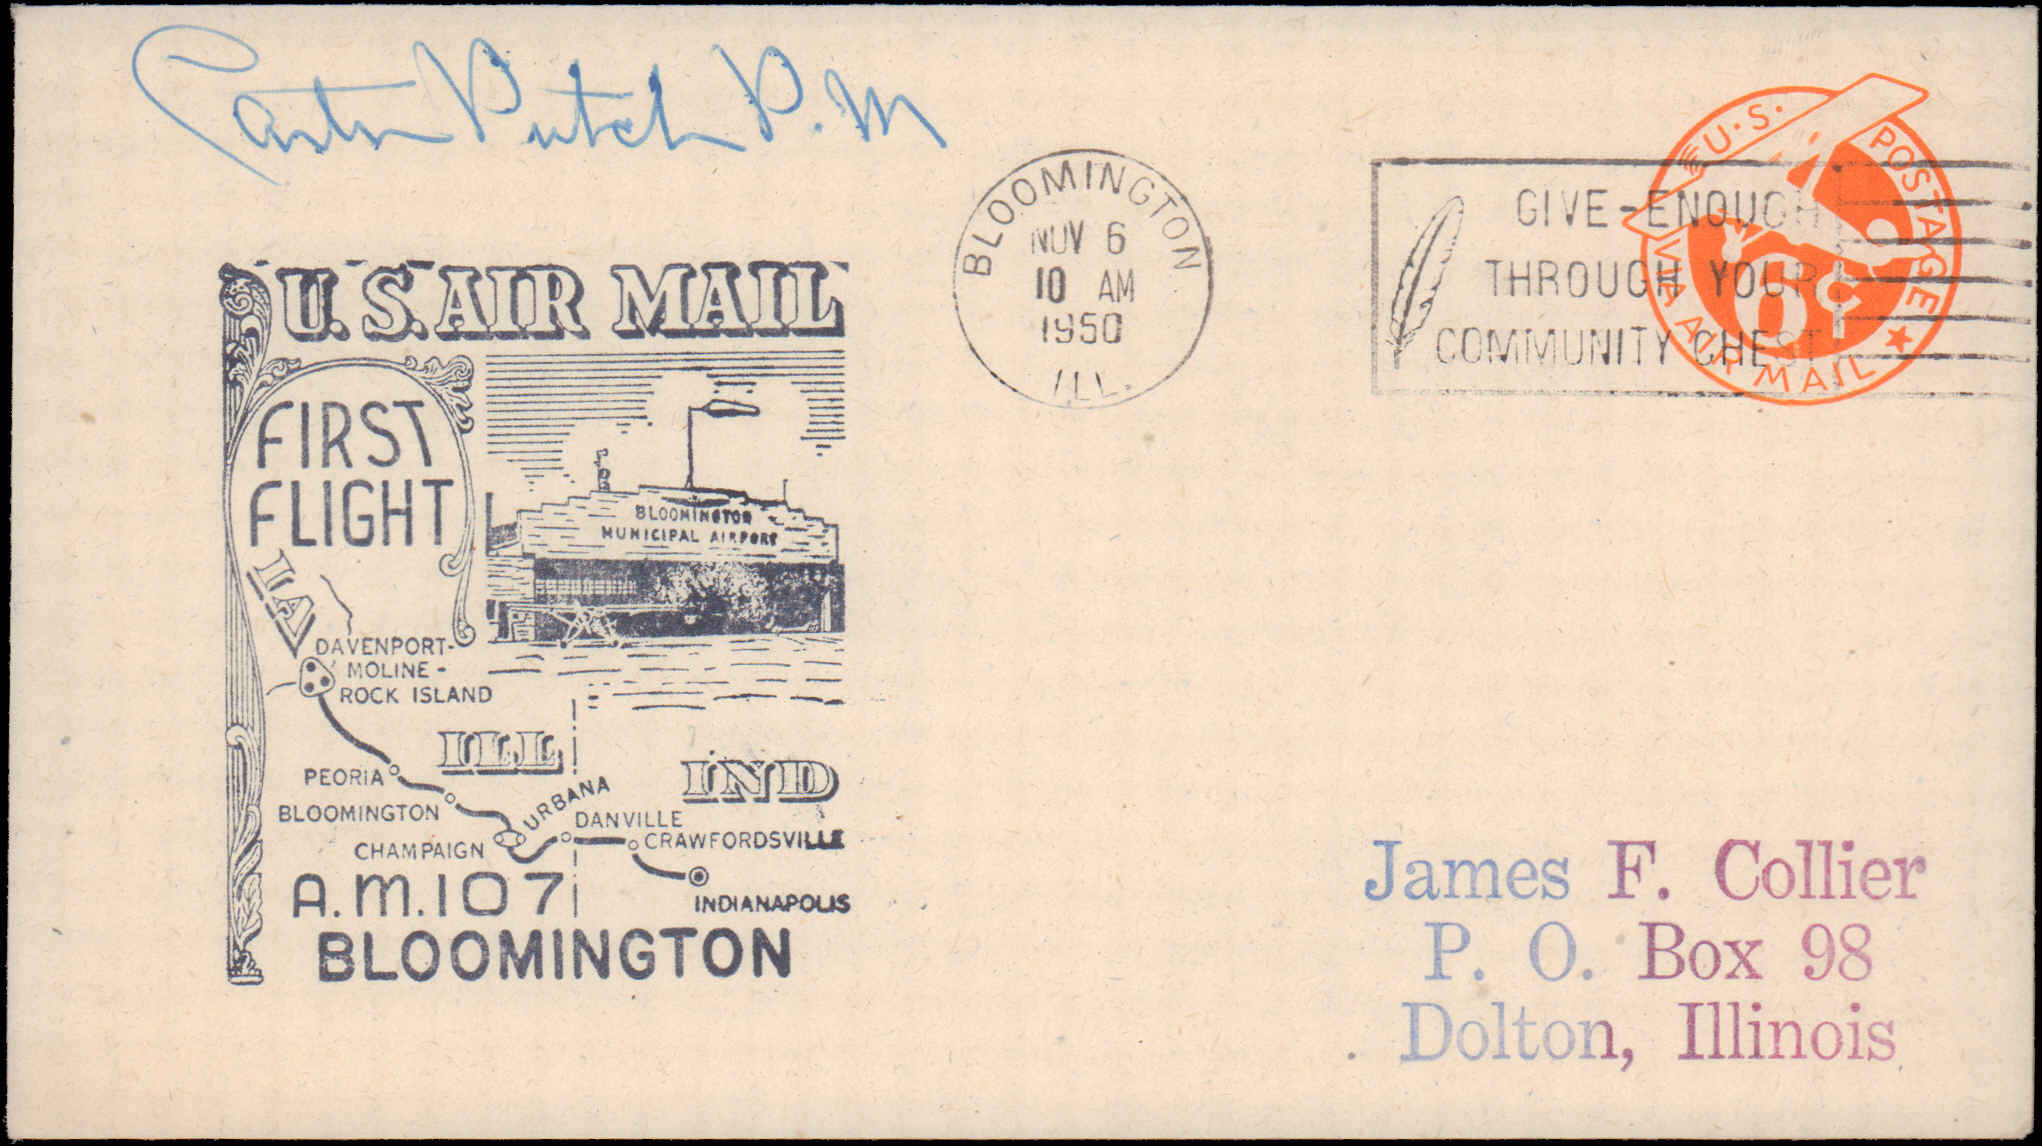 Carton Putch P.M
BLOOMINGTON
NOV 6
10 AM
1950
ILL.
GIVE-ENOUGH
THROUGH YOUR
COMMUNITY CHEST
U.S. POSTAGE
6¢
VIA AIR MAIL
U.S. AIR MAIL
FIRST
FLIGHT
BLOOMINGTON
MUNICIPAL AIRPORT
IA
DAVENPORT-
MOLINE-
ROCK ISLAND
ILL
IND
PEORIA
BLOOMINGTON
URBANA
DANVILLE
CHAMPAIGN
CRAWFORDSVILLE
A.M. 107
INDIANAPOLIS
BLOOMINGTON
James F. Collier
P. O. Box 98
Dolton, Illinois